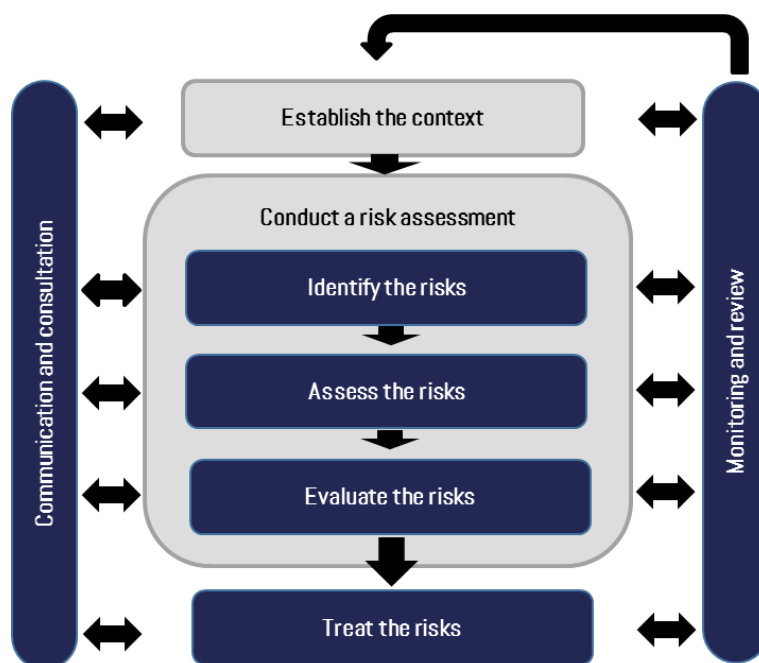 Establish the context
Conduct a risk assessment
Identify the risks
Assess the risks
Evaluate the risks
Treat the risks
Communication and consultation
Monitoring and review